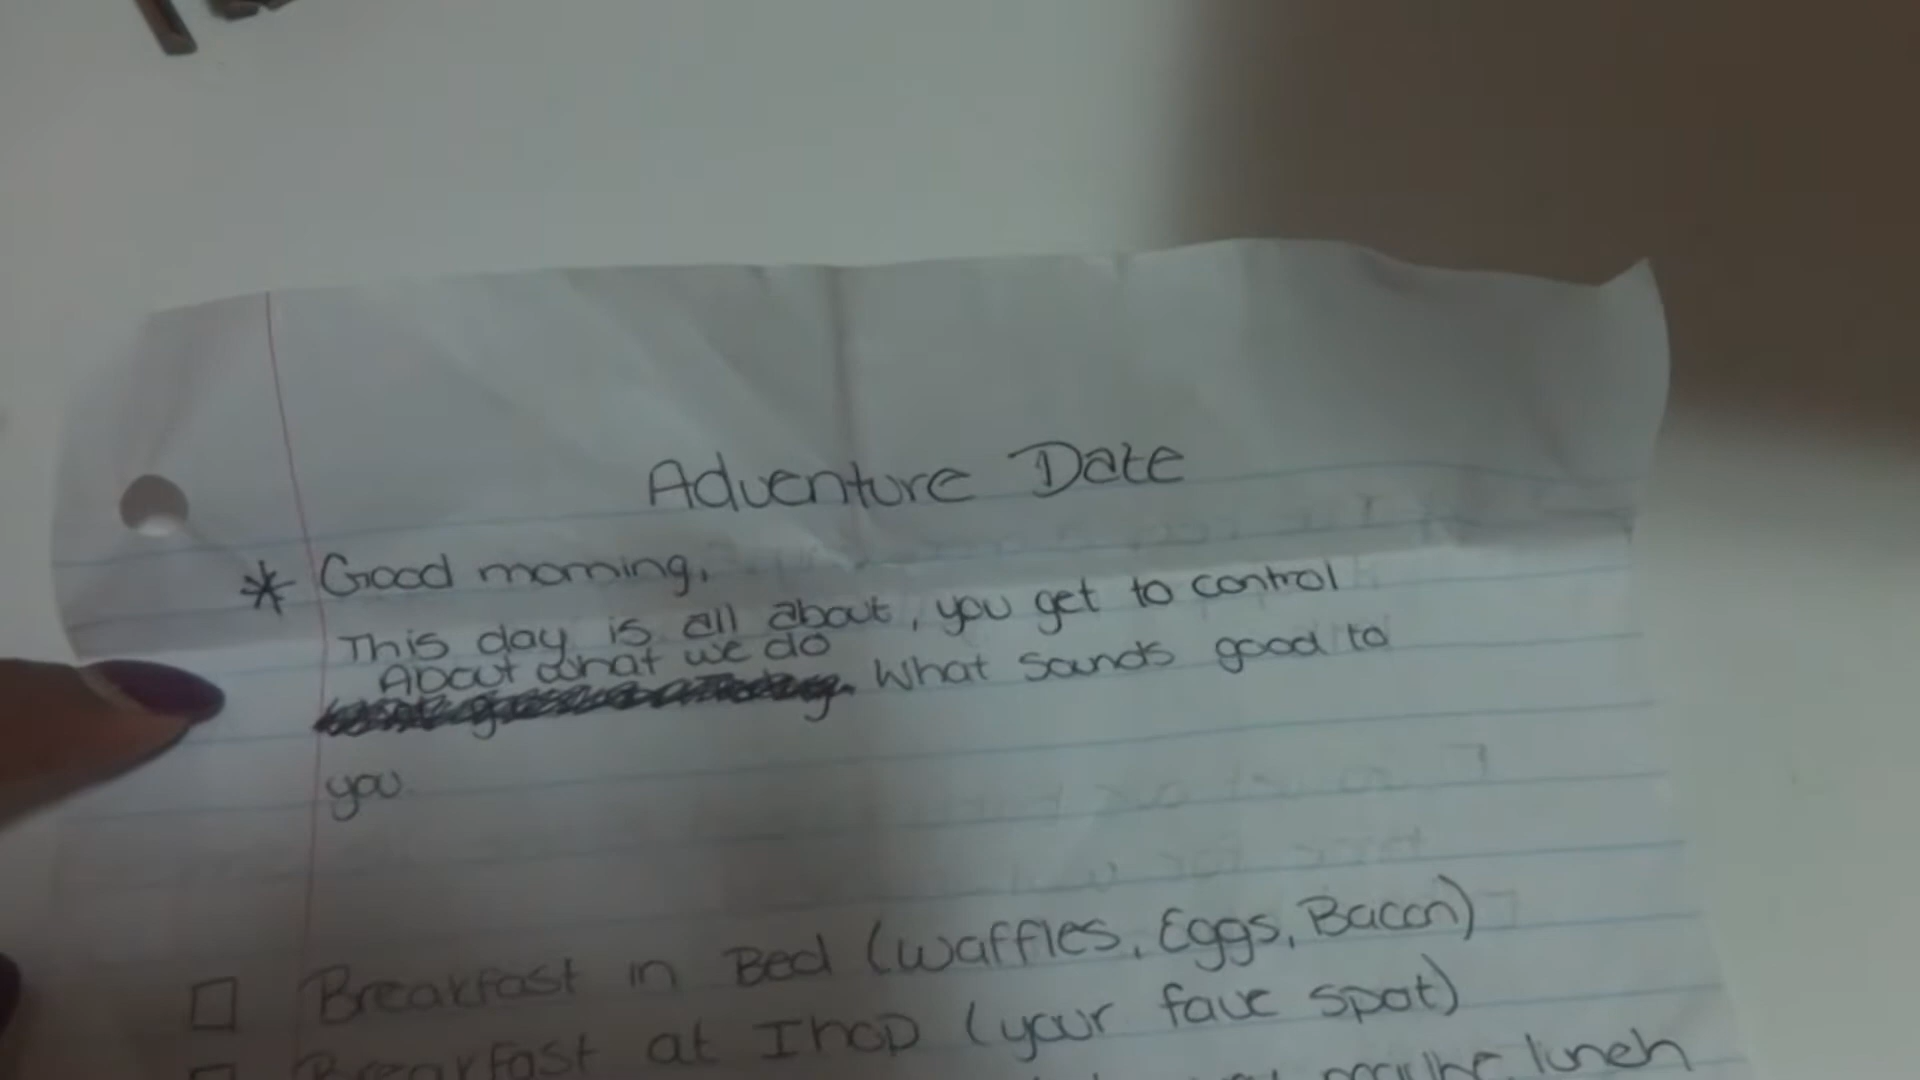 Adventure Date
* Good morning,
This day is all about, you get to control
About what we do
What sounds good to
you.
Breakfast in Bed (waffles, Eggs, Bacon)
Breakfast at Ihop (your fave spot)
lunch